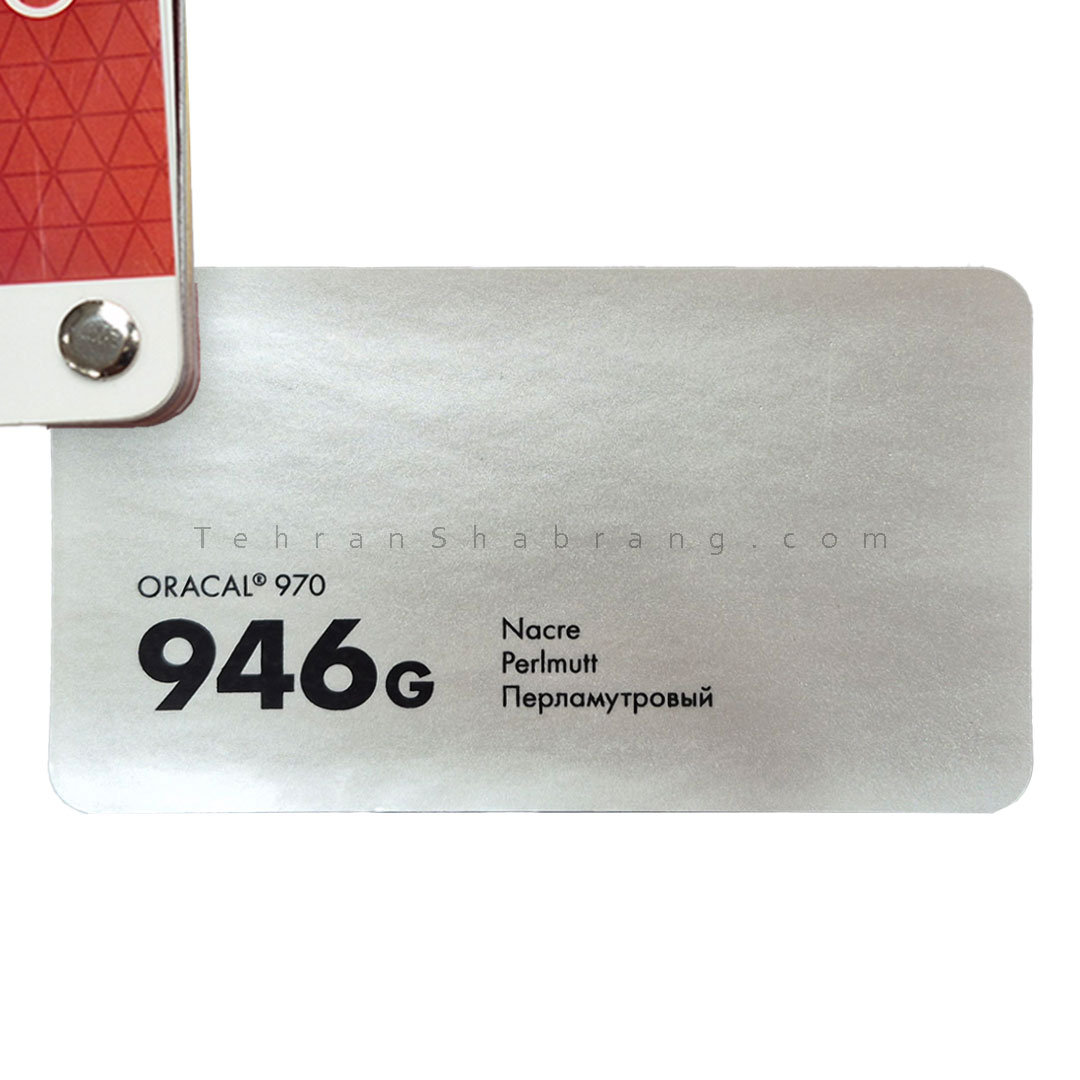 TehranShabrang.com
ORACAL® 970
946G
Nacre
Perlmutt
Перламутровый